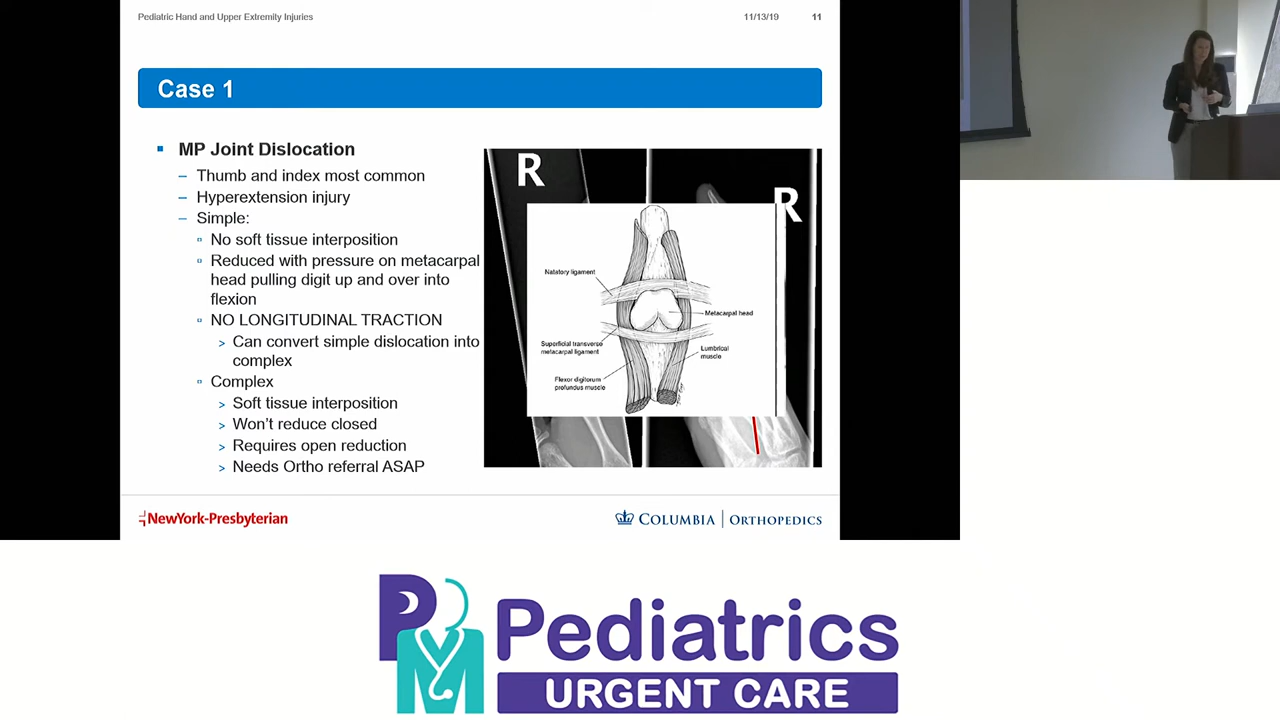 Pediatric Hand and Upper Extremity Injuries
11/13/19
11
Case 1
MP Joint Dislocation
– Thumb and index most common
– Hyperextension injury
– Simple:
No soft tissue interposition
Reduced with pressure on metacarpal
head pulling digit up and over into
flexion
NO LONGITUDINAL TRACTION
> Can convert simple dislocation into
complex
Complex
> Soft tissue interposition
> Won't reduce closed
> Requires open reduction
> Needs Ortho referral ASAP
R
R
Natatory ligament
Metacarpal head
Superficial transverse
metacarpal ligament
Lumbrical
muscle
Flexor digitorum
profundus muscle
NewYork-Presbyterian
COLUMBIA | ORTHOPEDICS
PM Pediatrics
URGENT CARE